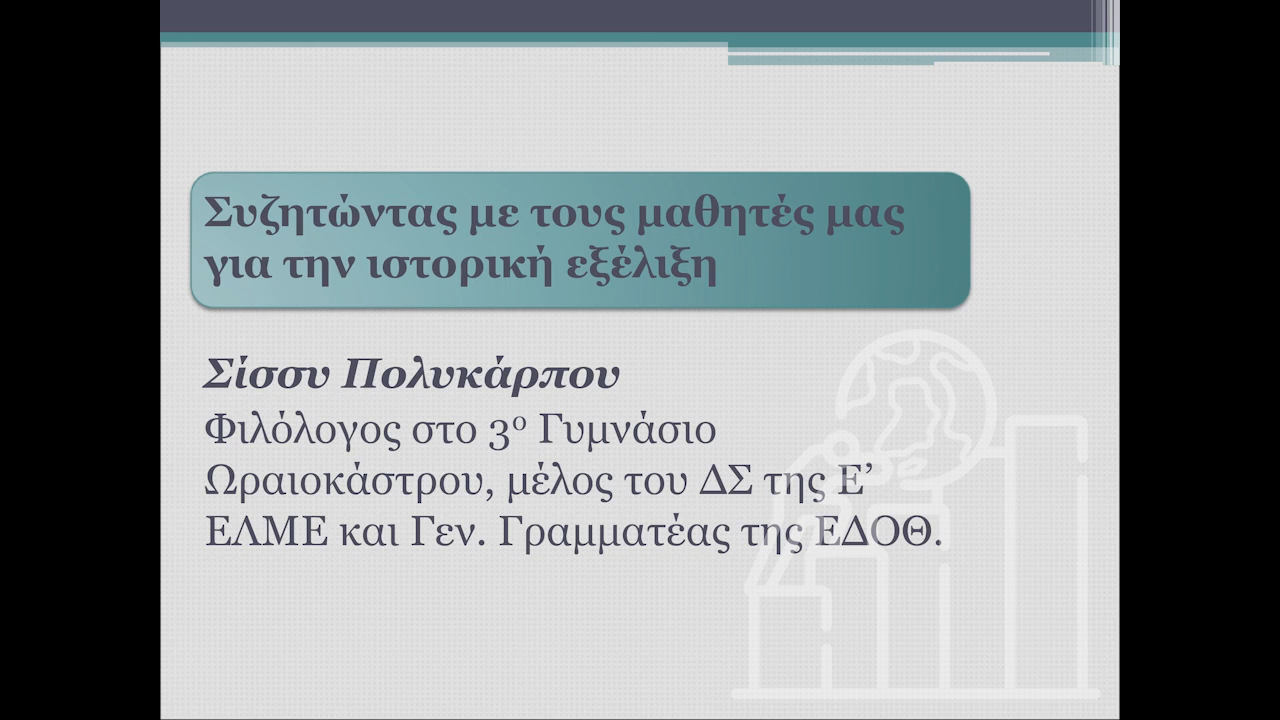 Συζητώντας με τους μαθητές μας
για την ιστορική εξέλιξη
Σίσσυ Πολυκάρπου
Φιλόλογος στο 3ο Γυμνάσιο
Ωραιοκάστρου, μέλος του ΔΣ της Ε’
ΕΛΜΕ και Γεν. Γραμματέας της ΕΔΟΘ.